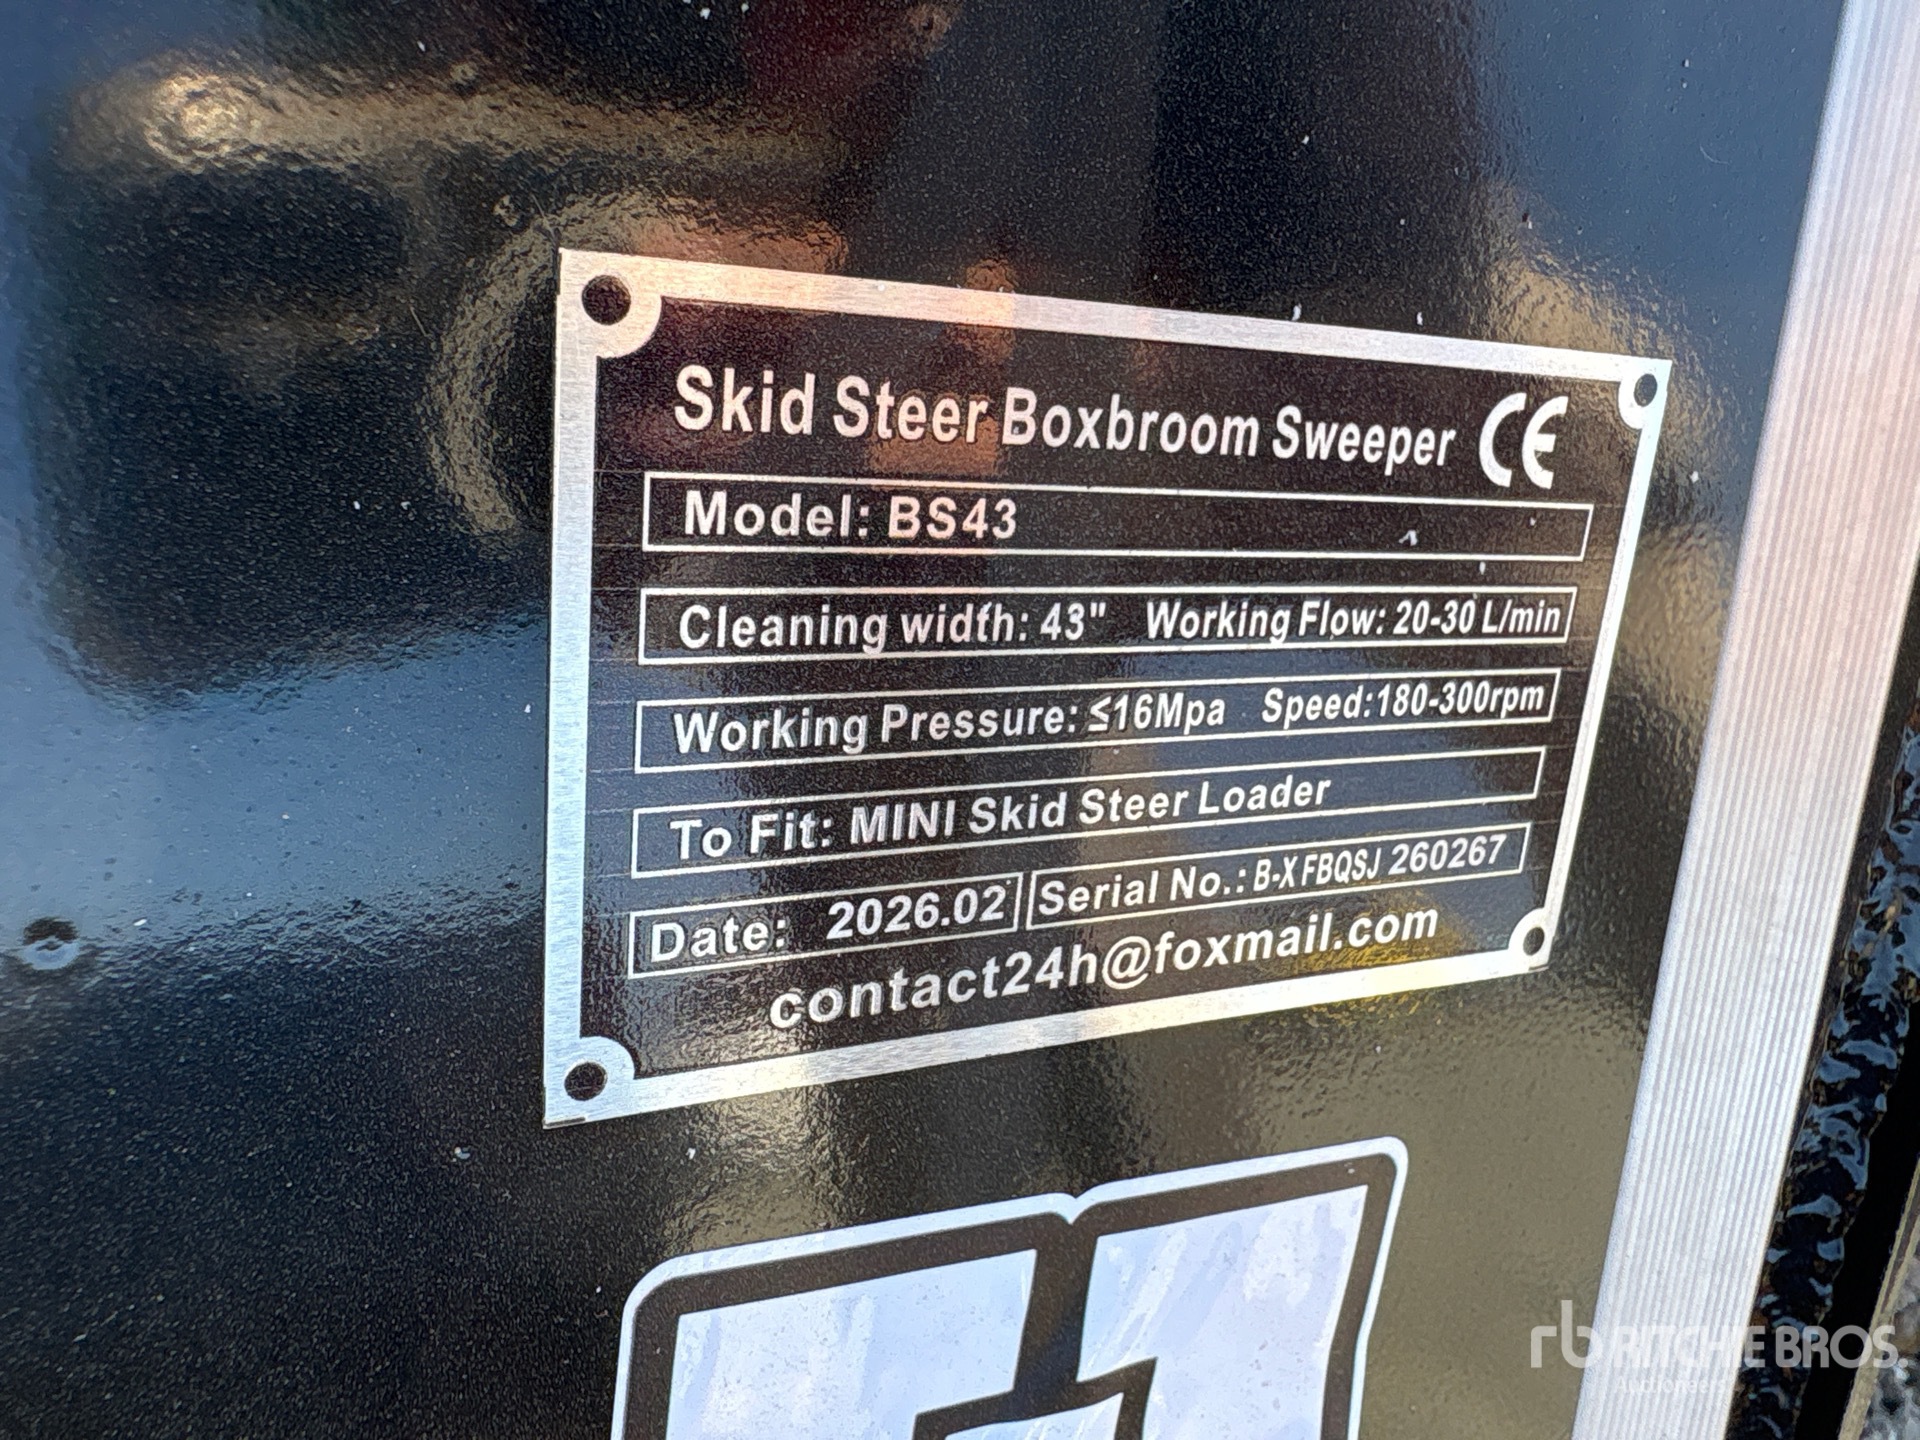 Skid Steer Boxbroom Sweeper CE
Model: BS43
Cleaning width: 43" Working Flow: 20-30 L/min
Working Pressure: ≤16Mpa Speed:180-300rpm
To Fit: MINI Skid Steer Loader
Date: 2026.02 Serial No.: B-XFBQSJ 260267
contact24h@foxmail.com
rb RITCHIE BROS.
Auctioneers